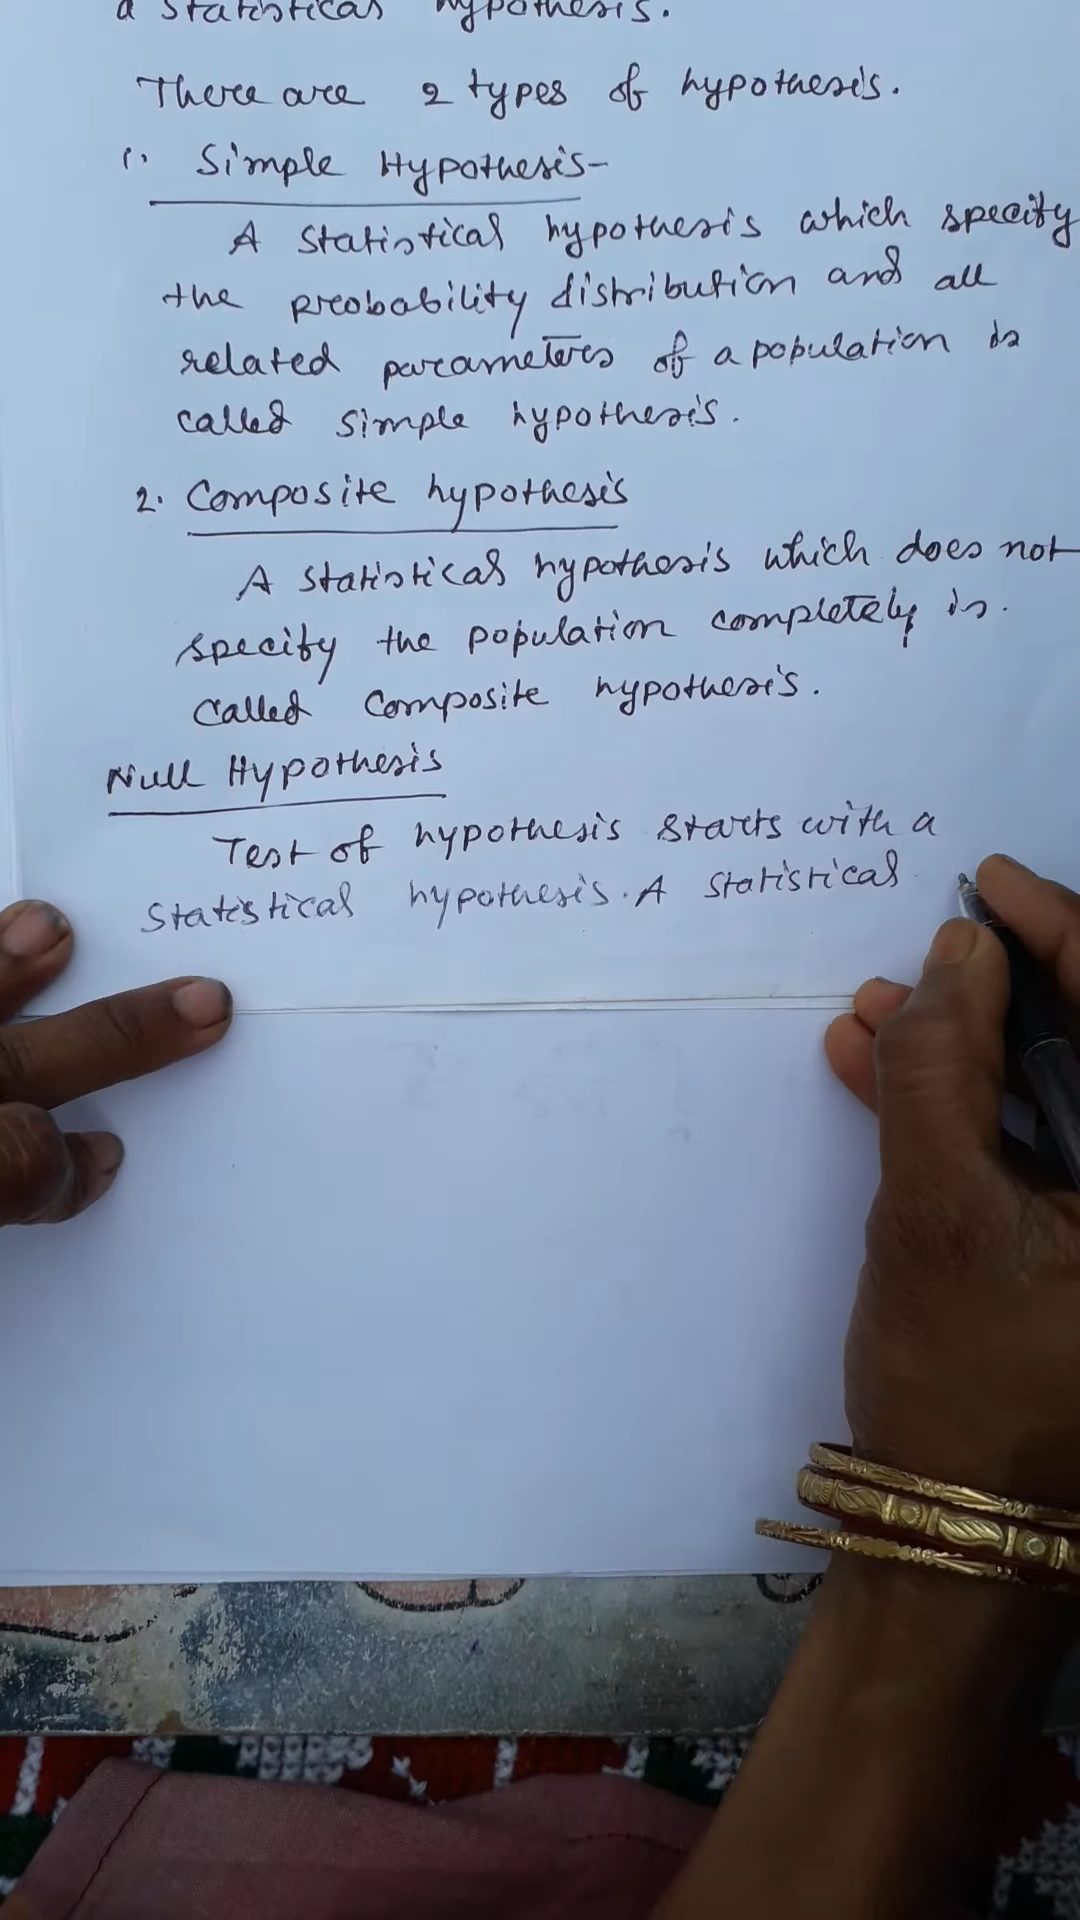 a statistical hypothesis.
There are 2 types of hypothesis.
1. Simple Hypothesis-
A statistical hypothesis which specify
the probability distribution and all
related parameters of a population is
called simple hypothesis.
2. Composite hypothesis
A statistical hypothesis which does not
specify the population completely is.
called composite hypothesis.
Null Hypothesis
Test of hypothesis starts with a
statistical hypothesis. A statistical